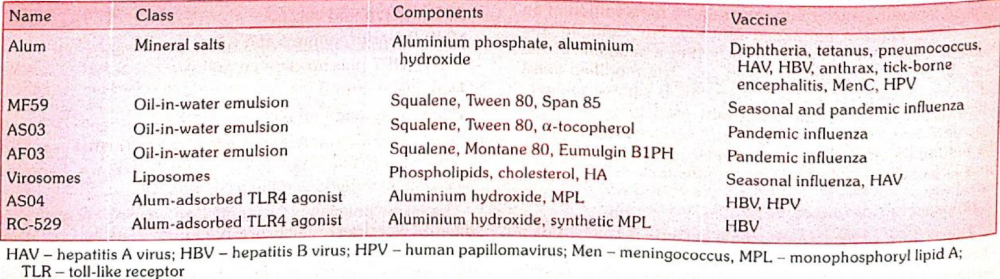 Name Class Components Vaccine
Alum Mineral salts Aluminium phosphate, aluminium Diphtheria, tetanus, pneumococcus,
hydroxide HAV, HBV, anthrax, tick-borne
encephalitis, MenC, HPV
MF59 Oil-in-water emulsion Squalene, Tween 80, Span 85 Seasonal and pandemic influenza
AS03 Oil-in-water emulsion Squalene, Tween 80, α-tocopherol Pandemic influenza
AF03 Oil-in-water emulsion Squalene, Montane 80, Eumulgin B1PH Pandemic influenza
Virosomes Liposomes Phospholipids, cholesterol, HA Seasonal influenza, HAV
AS04 Alum-adsorbed TLR4 agonist Aluminium hydroxide, MPL HBV, HPV
RC-529 Alum-adsorbed TLR4 agonist Aluminium hydroxide, synthetic MPL HBV
HAV – hepatitis A virus; HBV – hepatitis B virus; HPV – human papillomavirus; Men – meningococcus, MPL – monophosphoryl lipid A;
TLR – toll-like receptor